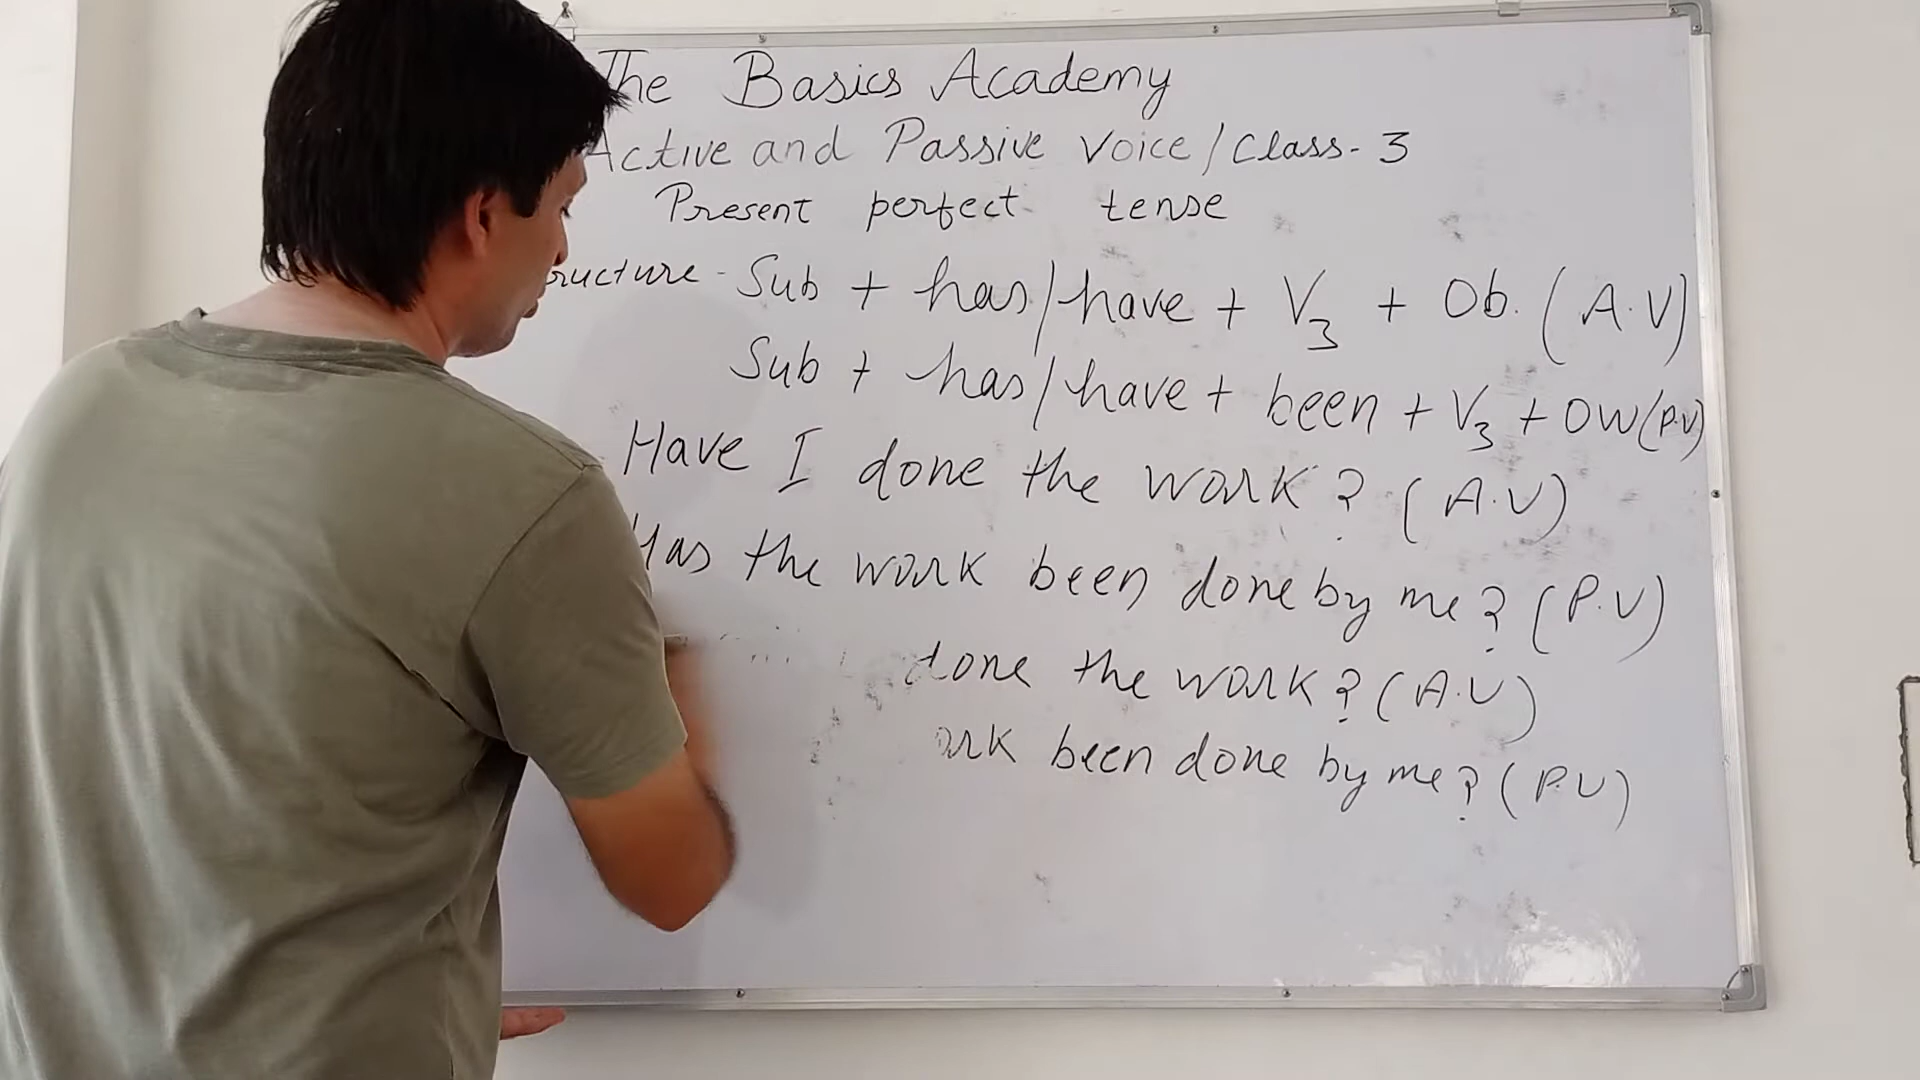 The Basics Academy
Active and Passive Voice / Class - 3
Present perfect tense
ructure - Sub + has/have + V3 + Ob. (A.V)
Sub + has/have + been + V3 + OW (P.V)
Have I done the work? (A.V)
Has the work been done by me? (P.V)
done the work? (A.V)
ork been done by me? (P.V)